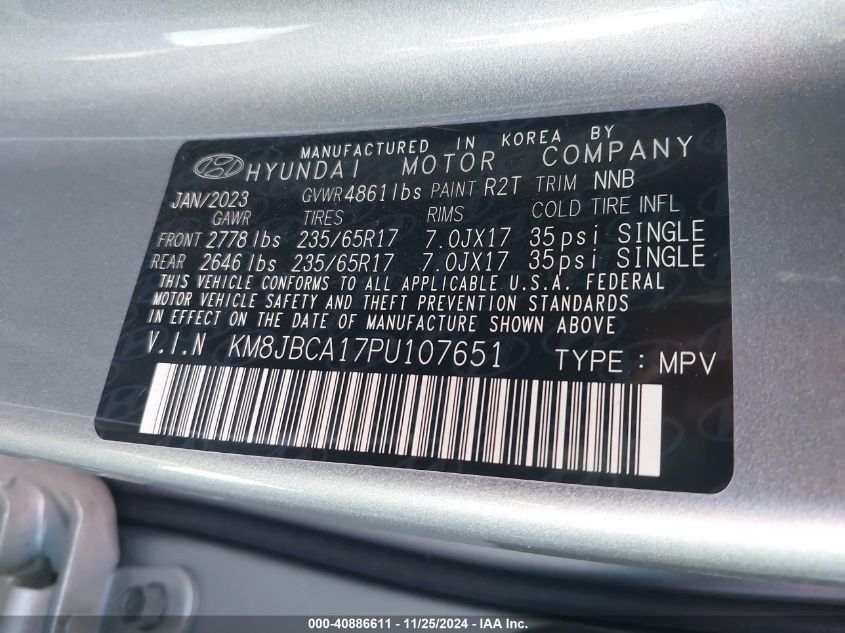 MANUFACTURED IN KOREA BY
HYUNDAI MOTOR COMPANY
JAN/2023 GVWR 4861lbs PAINT R2T TRIM NNB
GAWR TIRES RIMS COLD TIRE INFL
FRONT 2778 lbs 235/65R17 7.0JX17 35psi SINGLE
REAR 2646 lbs 235/65R17 7.0JX17 35psi SINGLE
THIS VEHICLE CONFORMS TO ALL APPLICABLE U.S.A. FEDERAL
MOTOR VEHICLE SAFETY AND THEFT PREVENTION STANDARDS
IN EFFECT ON THE DATE OF MANUFACTURE SHOWN ABOVE
V.I.N KM8JBCA17PU107651 TYPE : MPV
000-40886611 - 11/25/2024 - IAA Inc.